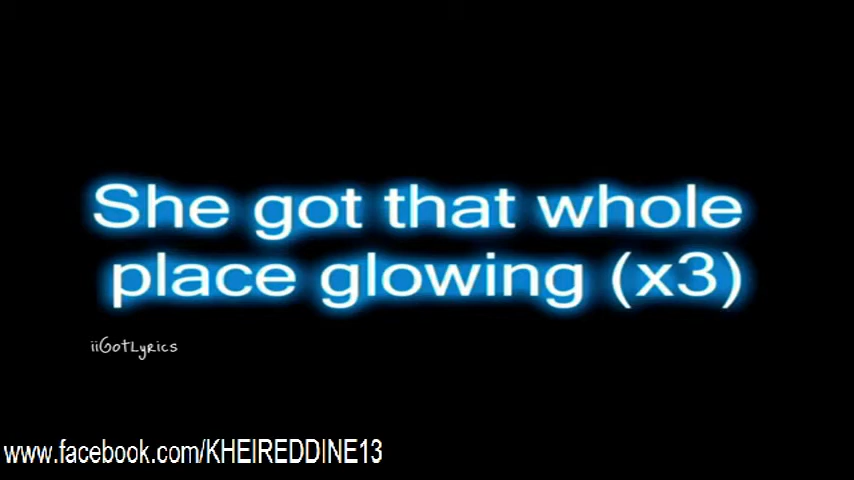 She got that whole
place glowing (x3)
iiGotLyrics
www.facebook.com/KHEIREDDINE13